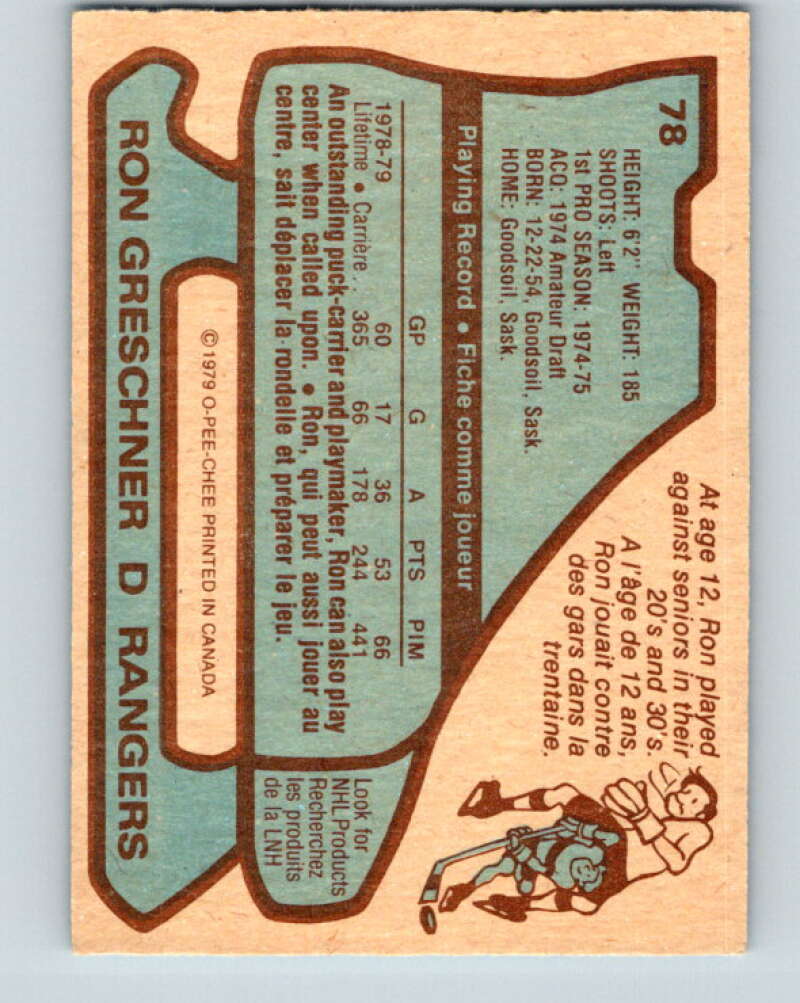 78
HEIGHT: 6'2" WEIGHT: 185
SHOOTS: Left
1st PRO SEASON: 1974-75
ACQ: 1974 Amateur Draft
BORN: 12-22-54, Goodsoil, Sask.
HOME: Goodsoil, Sask.
At age 12, Ron played
against seniors in their
20's and 30's.
A l'âge de 12 ans,
Ron jouait contre
des gars dans la
trentaine.
Playing Record • Fiche comme joueur
GP G A PTS PIM
1978-79 60 17 36 53 66
Lifetime • Carrière... 365 66 178 244 441
An outstanding puck-carrier and playmaker, Ron can also play
center when called upon. • Ron, qui peut aussi jouer au
centre, sait déplacer la rondelle et préparer le jeu.
Look for
NHL Products
Recherchez
les produits
de la LNH
© 1979 O-PEE-CHEE PRINTED IN CANADA
RON GRESCHNER D RANGERS